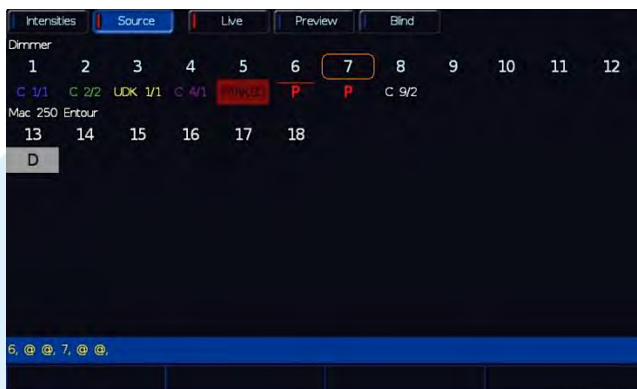 Intensities Source Live Preview Blind
Dimmer
1 2 3 4 5 6 7 8 9 10 11 12
C 1/1 C 2/2 UDK 1/1 C 4/1 P P C 9/2
Mac 250 Entour
13 14 15 16 17 18
D
6, @ @, 7, @ @,